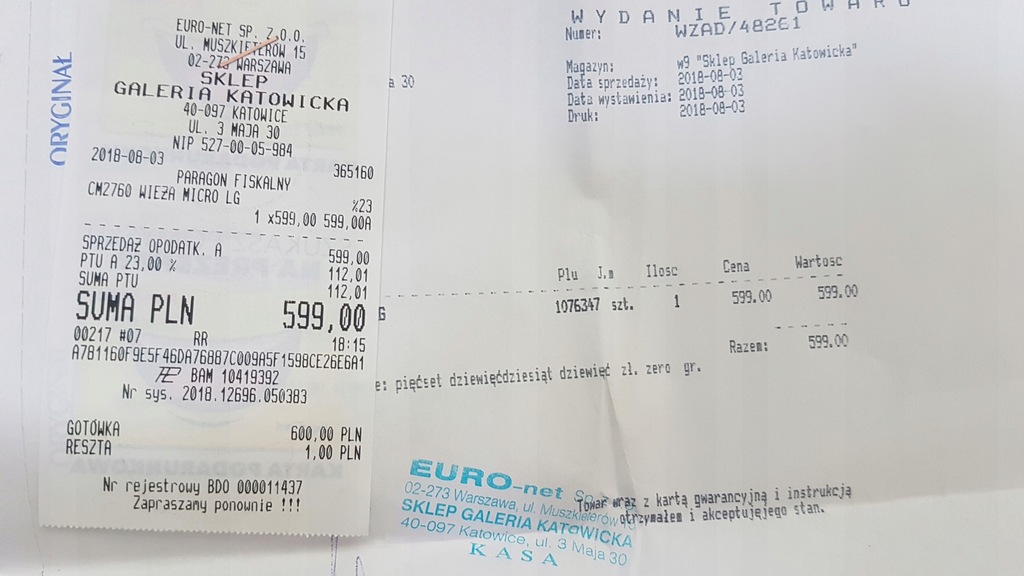 ORYGINAŁ
EURO-NET SP. Z.O.O.
UL. MUSZKIETERÓW 15
02-273 WARSZAWA
SKLEP
GALERIA KATOWICKA
40-097 KATOWICE
UL. 3 MAJA 30
NIP 527-00-05-984
2018-08-03 365160
PARAGON FISKALNY
CM2760 WIEŻA MICRO LG %23
1 x599,00 599,00A
SPRZEDAŻ OPODATK. A 599,00
PTU A 23,00 % 112,01
SUMA PTU 112,01
SUMA PLN 599,00
00217 #07 RR 18:15
A781160F9E5F46DA76887C009A5F1598CE26E6A1
BAM 10419392
Nr sys. 2018.12696.050383
GOTÓWKA 600,00 PLN
RESZTA 1,00 PLN
Nr rejestrowy BDO 000011437
Zapraszamy ponownie !!!
WYDANIE TOWARU
Numer: WZAD/48261
Magazyn: w9 "Sklep Galeria Katowicka"
Data sprzedaży: 2018-08-03
Data wystawienia: 2018-08-03
Druk: 2018-08-03
a 30
Plu J.m Ilosc Cena Wartosc
1076347 szt. 1 599.00 599.00
Razem: 599.00
e: pięćset dziewięćdziesiąt dziewięć zł. zero gr.
EURO-net Sp.
02-273 Warszawa, ul. Muszkieterów
SKLEP GALERIA KATOWICKA
40-097 Katowice, ul. 3 Maja 30
KASA
Towar wraz z kartą gwarancyjną i instrukcją
otrzymałem i akceptuję jego stan.